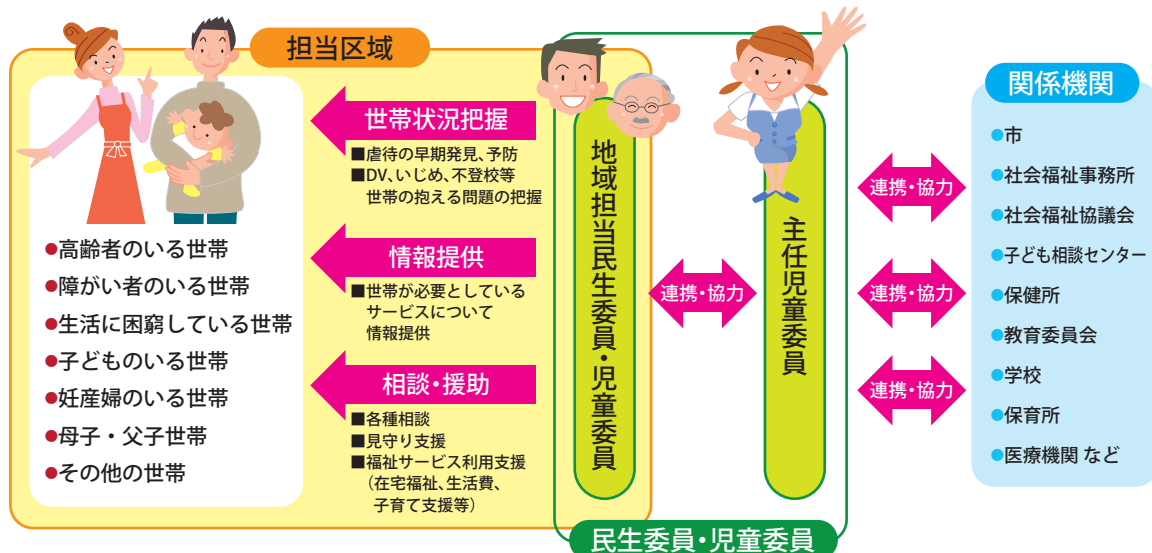 担当区域
●高齢者のいる世帯
●障がい者のいる世帯
●生活に困窮している世帯
●子どものいる世帯
●妊産婦のいる世帯
●母子・父子世帯
●その他の世帯
世帯状況把握
■虐待の早期発見、予防
■DV、いじめ、不登校等
世帯の抱える問題の把握
情報提供
■世帯が必要としている
サービスについて
情報提供
相談・援助
■各種相談
■見守り支援
■福祉サービス利用支援
（在宅福祉、生活費、
子育て支援等）
地域担当民生委員・児童委員
連携・協力
主任児童委員
民生委員・児童委員
連携・協力
連携・協力
連携・協力
関係機関
●市
●社会福祉事務所
●社会福祉協議会
●子ども相談センター
●保健所
●教育委員会
●学校
●保育所
●医療機関 など